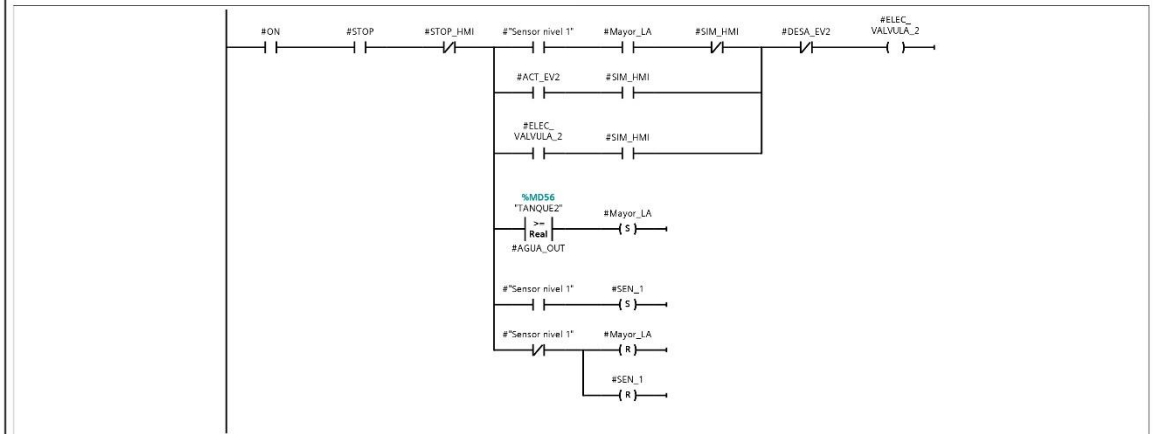 #ON
#STOP
#STOP_HMI
#"Sensor nivel 1"
#Mayor_LA
#SIM_HMI
#DESA_EV2
#ELEC_
VALVULA_2
#ACT_EV2
#SIM_HMI
#ELEC_
VALVULA_2
#SIM_HMI
%MD56
"TANQUE2"
>=
Real
#AGUA_OUT
#Mayor_LA
S
#"Sensor nivel 1"
#SEN_1
S
#"Sensor nivel 1"
#Mayor_LA
R
#SEN_1
R